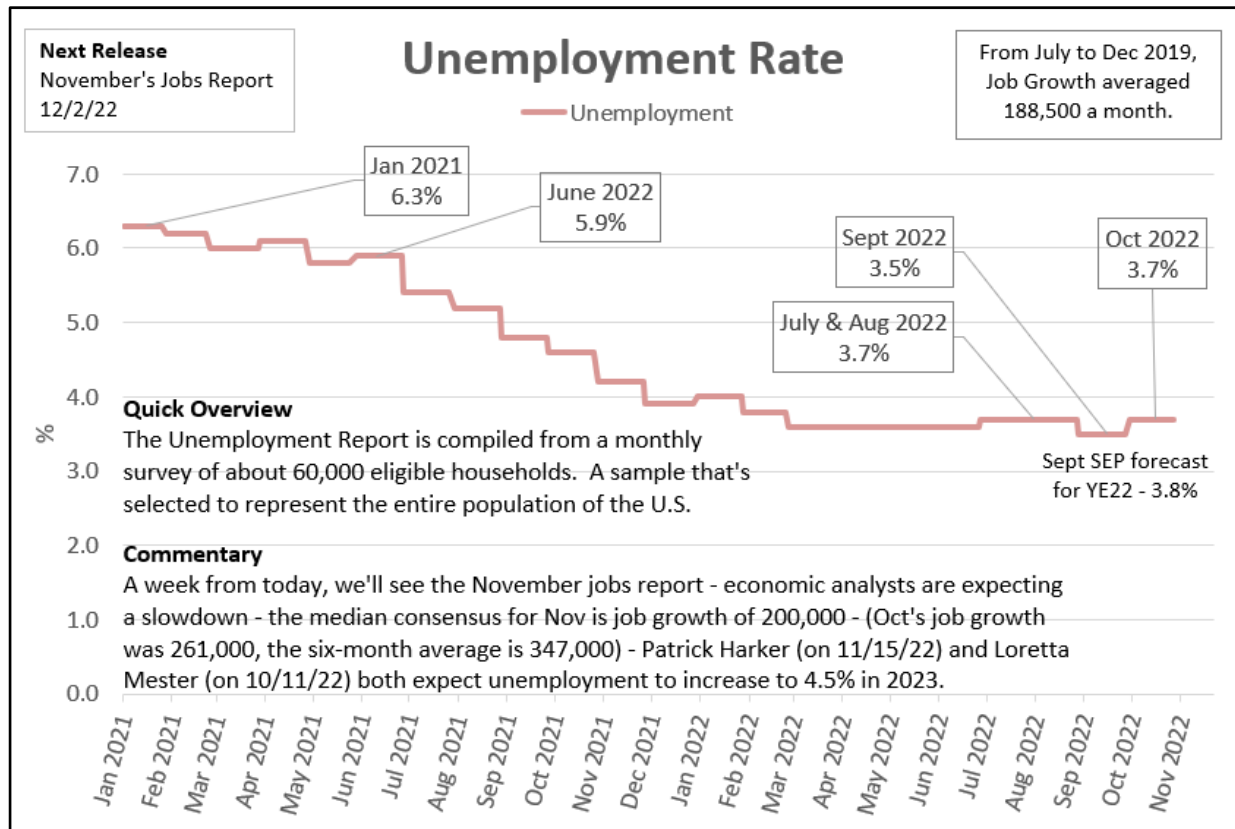 Next Release
November's Jobs Report
12/2/22
Unemployment Rate
Unemployment
From July to Dec 2019,
Job Growth averaged
188,500 a month.
7.0
6.0
5.0
4.0
3.0
2.0
1.0
0.0
%
Jan 2021
6.3%
June 2022
5.9%
Sept 2022
3.5%
Oct 2022
3.7%
July & Aug 2022
3.7%
Sept SEP forecast
for YE22 - 3.8%
Quick Overview
The Unemployment Report is compiled from a monthly
survey of about 60,000 eligible households.  A sample that's
selected to represent the entire population of the U.S.
Commentary
A week from today, we'll see the November jobs report - economic analysts are expecting
a slowdown - the median consensus for Nov is job growth of 200,000 - (Oct's job growth
was 261,000, the six-month average is 347,000) - Patrick Harker (on 11/15/22) and Loretta
Mester (on 10/11/22) both expect unemployment to increase to 4.5% in 2023.
Jan 2021
Feb 2021
Mar 2021
Apr 2021
May 2021
Jun 2021
Jul 2021
Aug 2021
Sep 2021
Oct 2021
Nov 2021
Dec 2021
Jan 2022
Feb 2022
Mar 2022
Apr 2022
May 2022
Jun 2022
Jul 2022
Aug 2022
Sep 2022
Oct 2022
Nov 2022